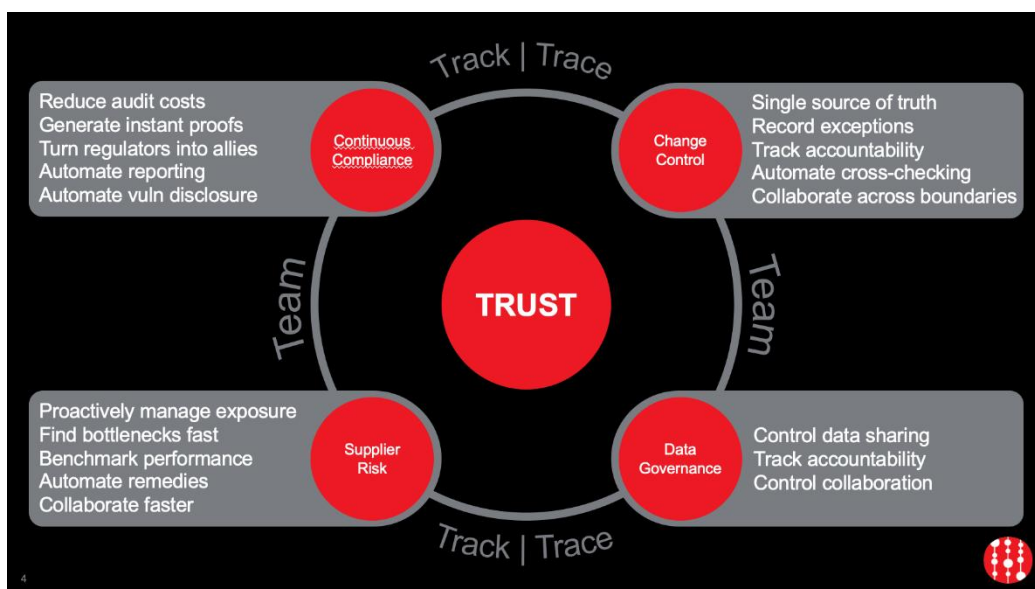 Track | Trace
Reduce audit costs
Generate instant proofs
Turn regulators into allies
Automate reporting
Automate vuln disclosure
Continuous
Compliance
Change
Control
Single source of truth
Record exceptions
Track accountability
Automate cross-checking
Collaborate across boundaries
Team
TRUST
Team
Proactively manage exposure
Find bottlenecks fast
Benchmark performance
Automate remedies
Collaborate faster
Supplier
Risk
Data
Governance
Control data sharing
Track accountability
Control collaboration
Track | Trace
4